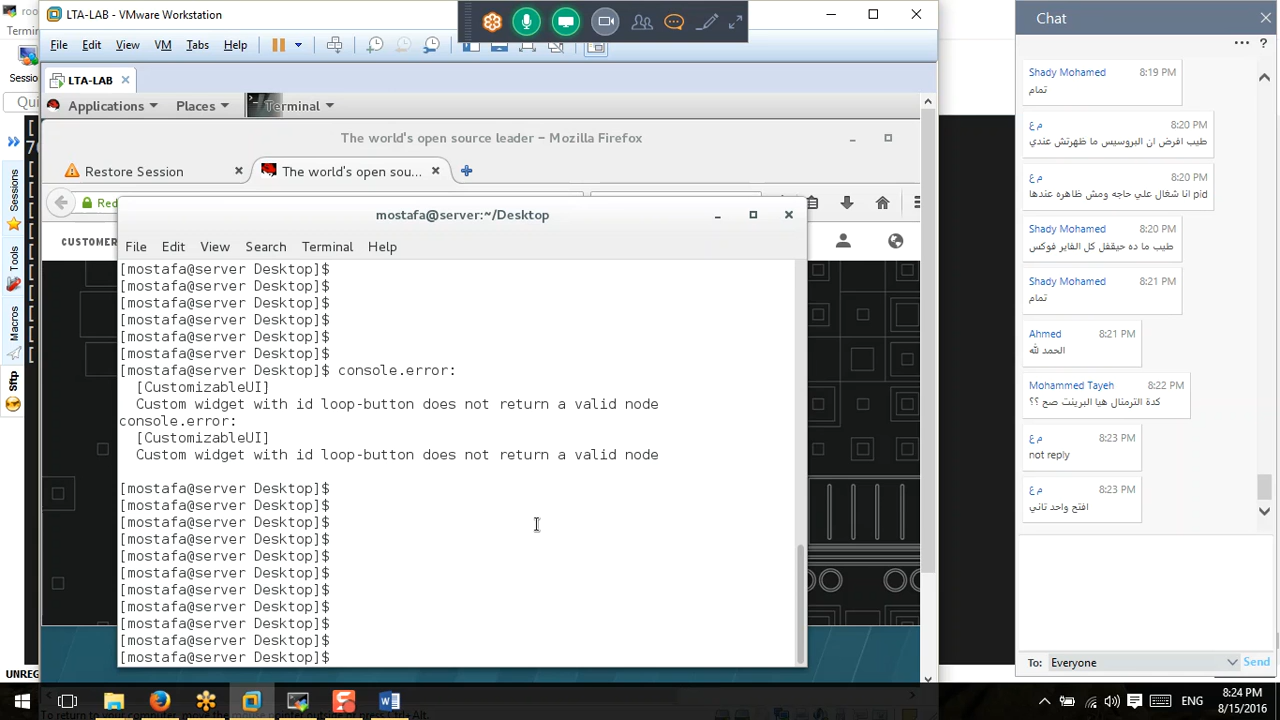 LTA-LAB - VMware Workstation
File Edit View VM Tabs Help
LTA-LAB
Applications Places Terminal
The world's open source leader – Mozilla Firefox
Restore Session
The world's open sou...
mostafa@server:~/Desktop
File Edit View Search Terminal Help
[mostafa@server Desktop]$
[mostafa@server Desktop]$
[mostafa@server Desktop]$
[mostafa@server Desktop]$
[mostafa@server Desktop]$
[mostafa@server Desktop]$
[mostafa@server Desktop]$ console.error:
[CustomizableUI]
Custom widget with id loop-button does not return a valid node
console.error:
[CustomizableUI]
Custom widget with id loop-button does not return a valid node
[mostafa@server Desktop]$
[mostafa@server Desktop]$
[mostafa@server Desktop]$
[mostafa@server Desktop]$
[mostafa@server Desktop]$
[mostafa@server Desktop]$
[mostafa@server Desktop]$
[mostafa@server Desktop]$
[mostafa@server Desktop]$
[mostafa@server Desktop]$
[mostafa@server Desktop]$
Sessions
Tools
Macros
Sftp
Chat
Shady Mohamed 8:19 PM
تمام
م ع 8:20 PM
طيب افرض ان البروسيس ما ظهرتش عندي
م ع 8:20 PM
انا شغال علي حاجه ومش ظاهره عندها pid
Shady Mohamed 8:20 PM
طيب ما ده حيقفل كل الفاير فوكس
Shady Mohamed 8:21 PM
تمام
Ahmed 8:21 PM
الحمد لله
Mohammed Tayeh 8:22 PM
كدة الترمنال هيا البرينت صح ؟؟
م ع 8:23 PM
not reply
م ع 8:23 PM
افتح واحد تاني
To: Everyone Send
ENG
8:24 PM
8/15/2016